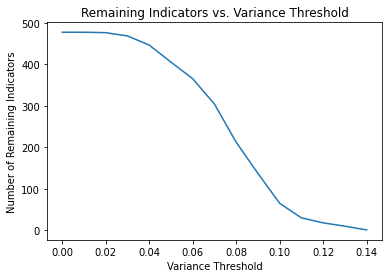 Remaining Indicators vs. Variance Threshold
Number of Remaining Indicators
500
400
300
200
100
0
0.00 0.02 0.04 0.06 0.08 0.10 0.12 0.14
Variance Threshold